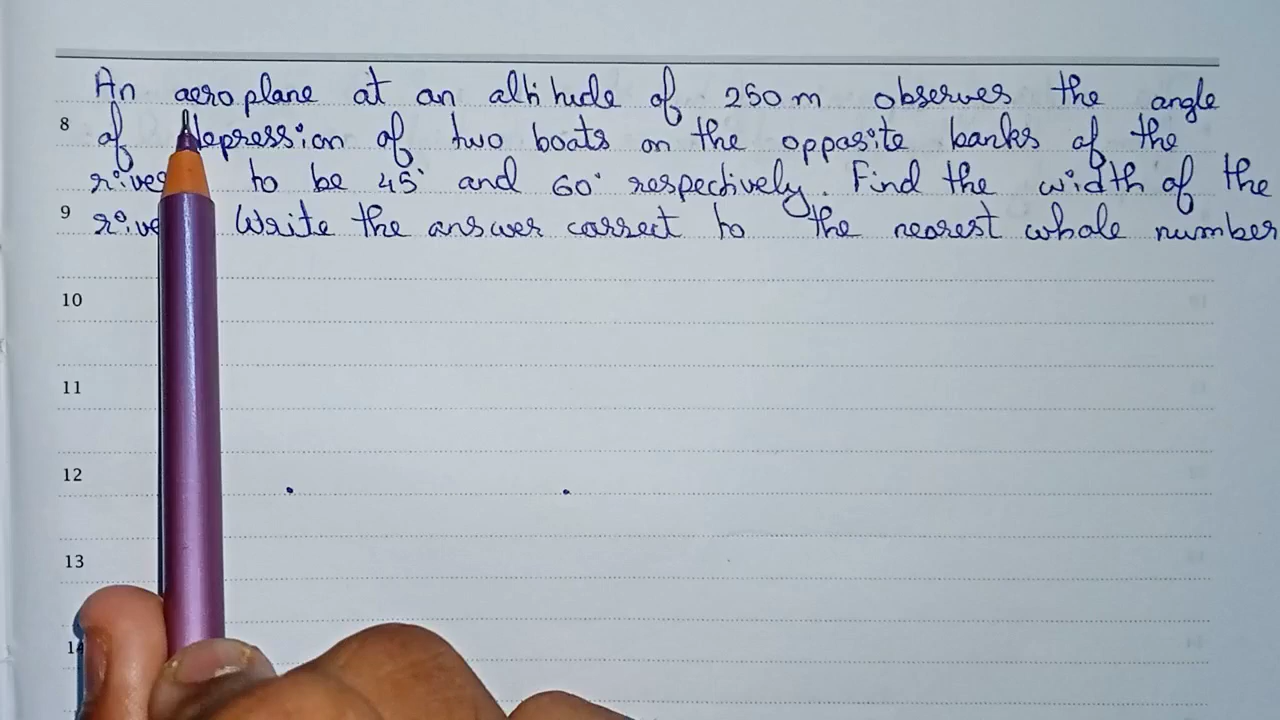 An aeroplane at an altitude of 250m observes the angle
8
of depression of two boats on the opposite banks of the
river to be 45° and 60° respectively. Find the width of the
9
river Write the answer correct to the nearest whole number
10
11
12
13
14